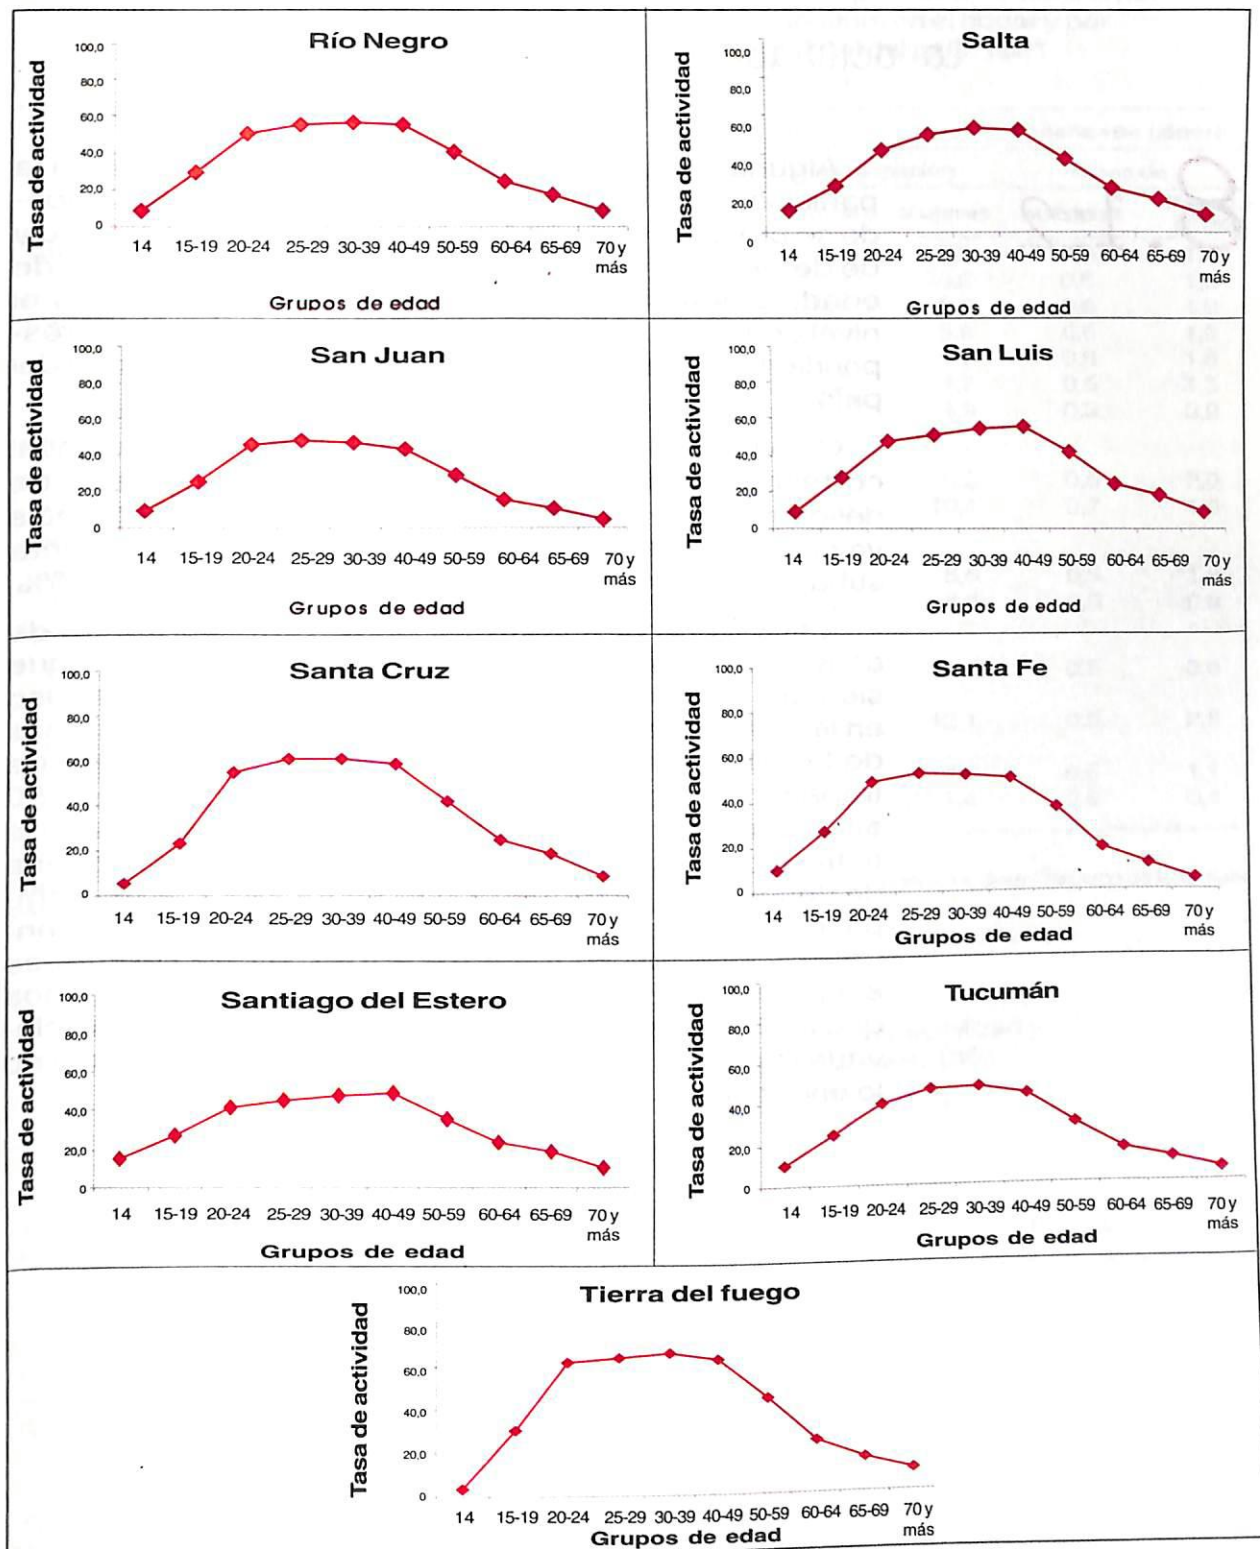 Río Negro
Tasa de actividad
100,0
80,0
60,0
40,0
20,0
0
14 15-19 20-24 25-29 30-39 40-49 50-59 60-64 65-69 70 y más
Grupos de edad
Salta
Tasa de actividad
100,0
80,0
60,0
40,0
20,0
0
14 15-19 20-24 25-29 30-39 40-49 50-59 60-64 65-69 70 y más
Grupos de edad
San Juan
Tasa de actividad
100,0
80,0
60,0
40,0
20,0
0
14 15-19 20-24 25-29 30-39 40-49 50-59 60-64 65-69 70 y más
Grupos de edad
San Luis
Tasa de actividad
100,0
80,0
60,0
40,0
20,0
0
14 15-19 20-24 25-29 30-39 40-49 50-59 60-64 65-69 70 y más
Grupos de edad
Santa Cruz
Tasa de actividad
100,0
80,0
60,0
40,0
20,0
0
14 15-19 20-24 25-29 30-39 40-49 50-59 60-64 65-69 70 y más
Santa Fe
Tasa de actividad
100,0
80,0
60,0
40,0
20,0
0
14 15-19 20-24 25-29 30-39 40-49 50-59 60-64 65-69 70 y más
Grupos de edad
Santiago del Estero
Tasa de actividad
100,0
80,0
60,0
40,0
20,0
0
14 15-19 20-24 25-29 30-39 40-49 50-59 60-64 65-69 70 y más
Grupos de edad
Tucumán
Tasa de actividad
100,0
80,0
60,0
40,0
20,0
0
14 15-19 20-24 25-29 30-39 40-49 50-59 60-64 65-69 70 y más
Grupos de edad
Tierra del fuego
Tasa de actividad
100,0
80,0
60,0
40,0
20,0
0
14 15-19 20-24 25-29 30-39 40-49 50-59 60-64 65-69 70 y más
Grupos de edad